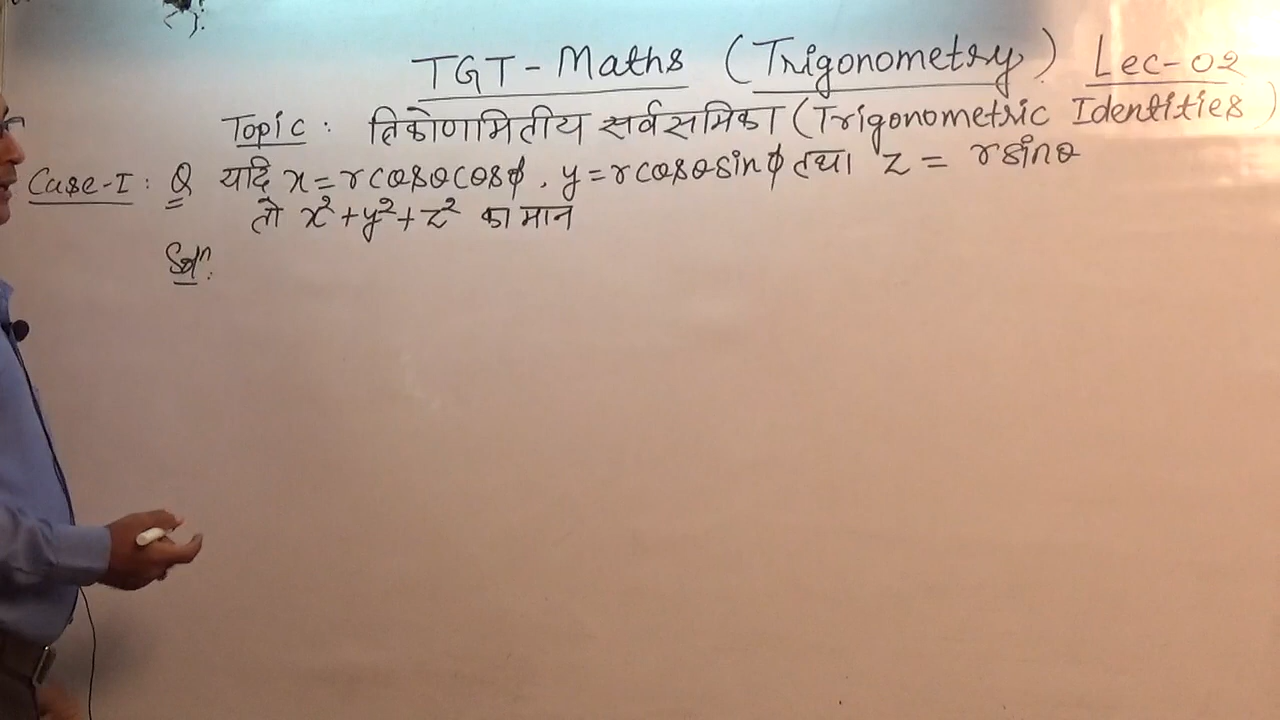 TGT - Maths (Trigonometry) Lec-02
Topic : त्रिकोणमितीय सर्वसमिका (Trigonometric Identities)
Case-I : Q यदि x = r cosθ cosϕ , y = r cosθ sinϕ तथा z = r sinθ
तो x² + y² + z² का मान
Solⁿ: